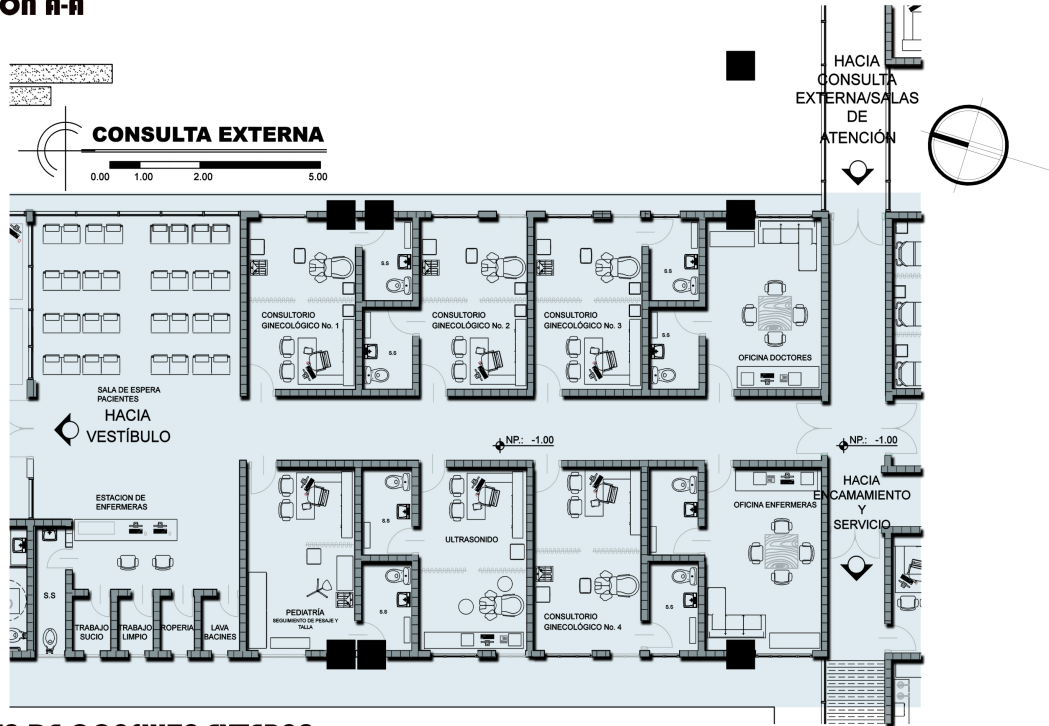 ON A-A
HACIA
CONSULTA
EXTERNA/SALAS
DE
ATENCIÓN
CONSULTA EXTERNA
0.00 1.00 2.00 5.00
S.S
S.S
CONSULTORIO
GINECOLÓGICO No. 1
S.S
CONSULTORIO
GINECOLÓGICO No. 2
CONSULTORIO
GINECOLÓGICO No. 3
S.S
OFICINA DOCTORES
SALA DE ESPERA
PACIENTES
HACIA
VESTÍBULO
NP.: -1.00
NP.: -1.00
HACIA
ENCAMAMIENTO
Y
SERVICIO
ESTACION DE
ENFERMERAS
S.S
TRABAJO
SUCIO
TRABAJO
LIMPIO
ROPERIA
LAVA
BACINES
PEDIATRÍA
SEGUIMIENTO DE PESAJE Y
TALLA
S.S
S.S
ULTRASONIDO
CONSULTORIO
GINECOLÓGICO No. 4
S.S
S.S
OFICINA ENFERMERAS